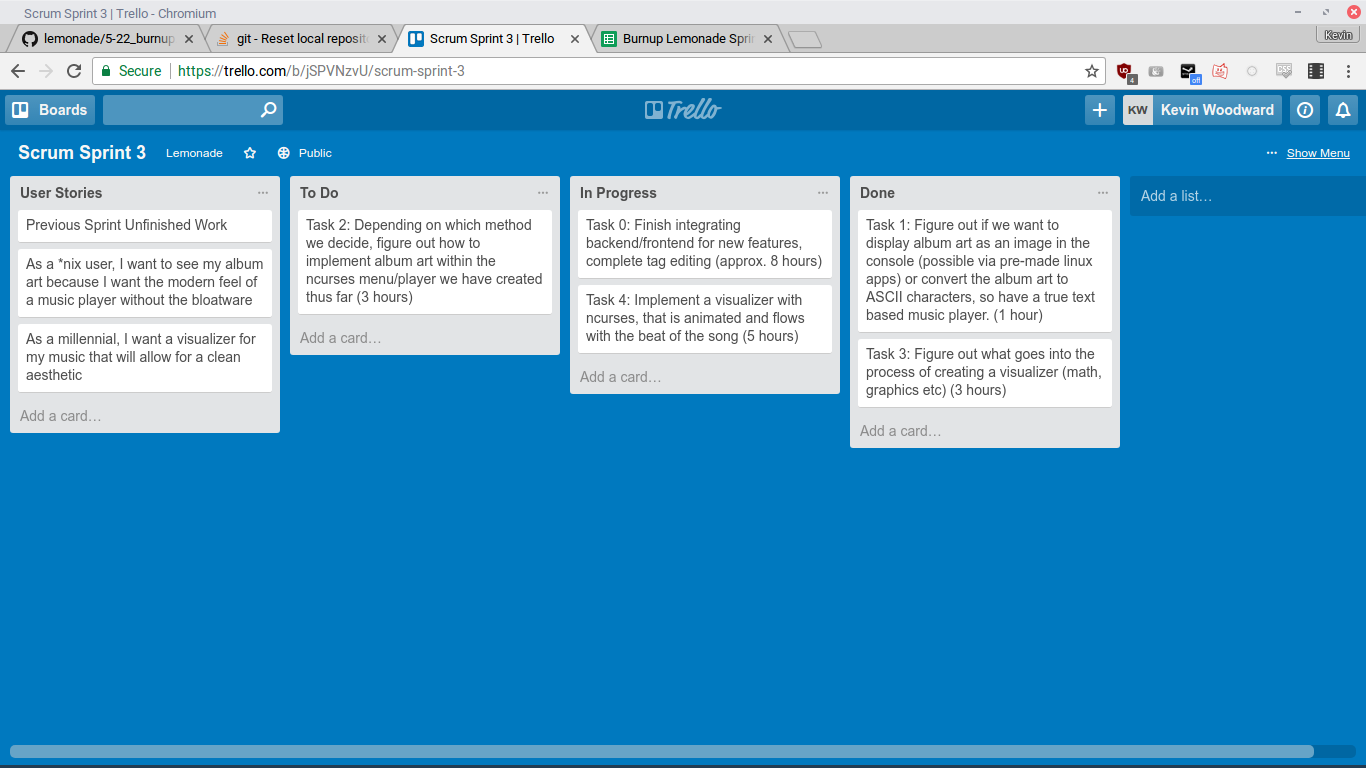 Scrum Sprint 3 | Trello - Chromium
lemonade/5-22_burnup
git - Reset local reposit
Scrum Sprint 3 | Trello
Burnup Lemonade Spri
Kevin
Secure
https://trello.com/b/jSPVNzvU/scrum-sprint-3
4
off
Boards
Trello
KW
Kevin Woodward
Scrum Sprint 3
Lemonade
Public
Show Menu
User Stories
Previous Sprint Unfinished Work
As a *nix user, I want to see my album
art because I want the modern feel of
a music player without the bloatware
As a millennial, I want a visualizer for
my music that will allow for a clean
aesthetic
Add a card…
To Do
Task 2: Depending on which method
we decide, figure out how to
implement album art within the
ncurses menu/player we have created
thus far (3 hours)
Add a card…
In Progress
Task 0: Finish integrating
backend/frontend for new features,
complete tag editing (approx. 8 hours)
Task 4: Implement a visualizer with
ncurses, that is animated and flows
with the beat of the song (5 hours)
Add a card…
Done
Task 1: Figure out if we want to
display album art as an image in the
console (possible via pre-made linux
apps) or convert the album art to
ASCII characters, so have a true text
based music player. (1 hour)
Task 3: Figure out what goes into the
process of creating a visualizer (math,
graphics etc) (3 hours)
Add a card…
Add a list…